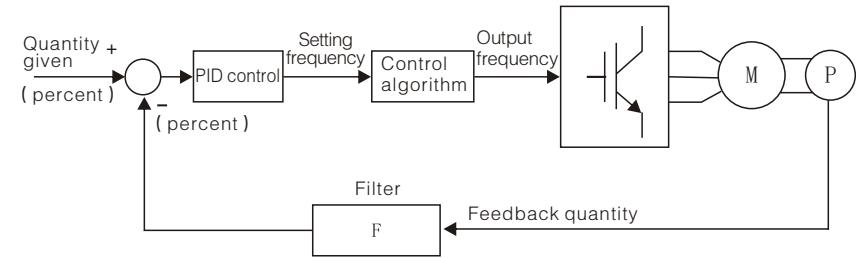 Quantity +
given
( percent )
−
( percent )
PID control
Setting
frequency
Control
algorithm
Output
frequency
M
P
Filter
F
Feedback quantity